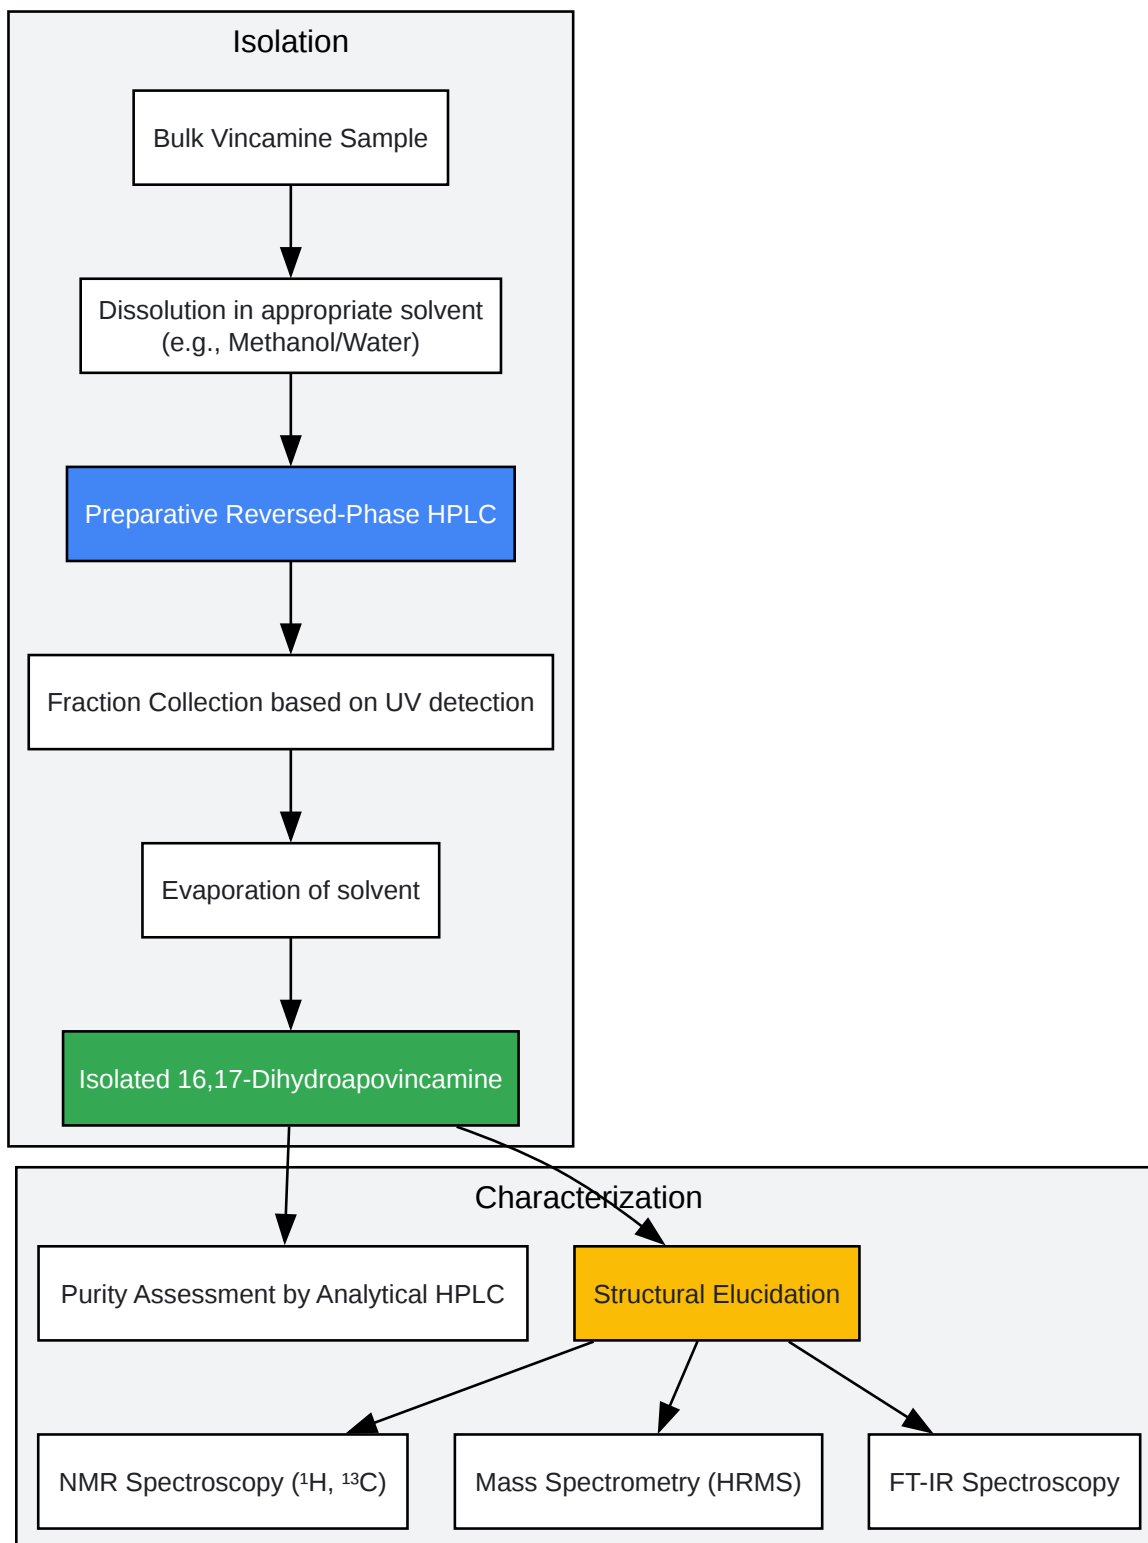 Isolation
Bulk Vincamine Sample
Dissolution in appropriate solvent
(e.g., Methanol/Water)
Preparative Reversed-Phase HPLC
Fraction Collection based on UV detection
Evaporation of solvent
Isolated 16,17-Dihydroapovincamine
Characterization
Purity Assessment by Analytical HPLC
Structural Elucidation
NMR Spectroscopy (¹H, ¹³C)
Mass Spectrometry (HRMS)
FT-IR Spectroscopy